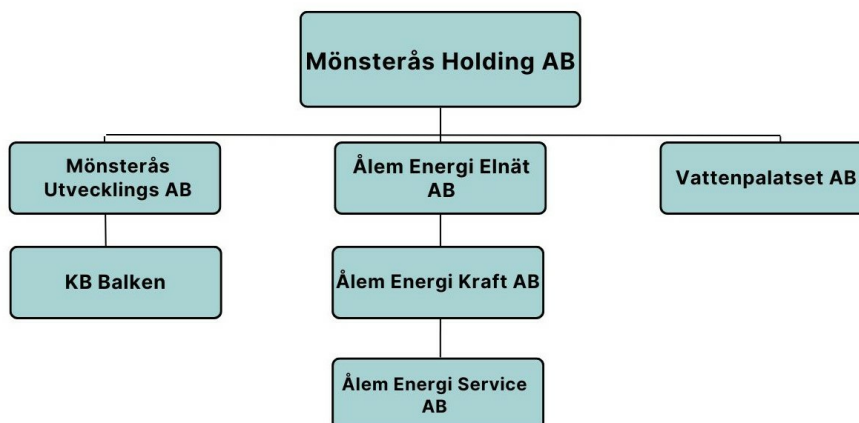 Mönsterås Holding AB
Mönsterås
Utvecklings AB
Ålem Energi Elnät
AB
Vattenpalatset AB
KB Balken
Ålem Energi Kraft AB
Ålem Energi Service
AB